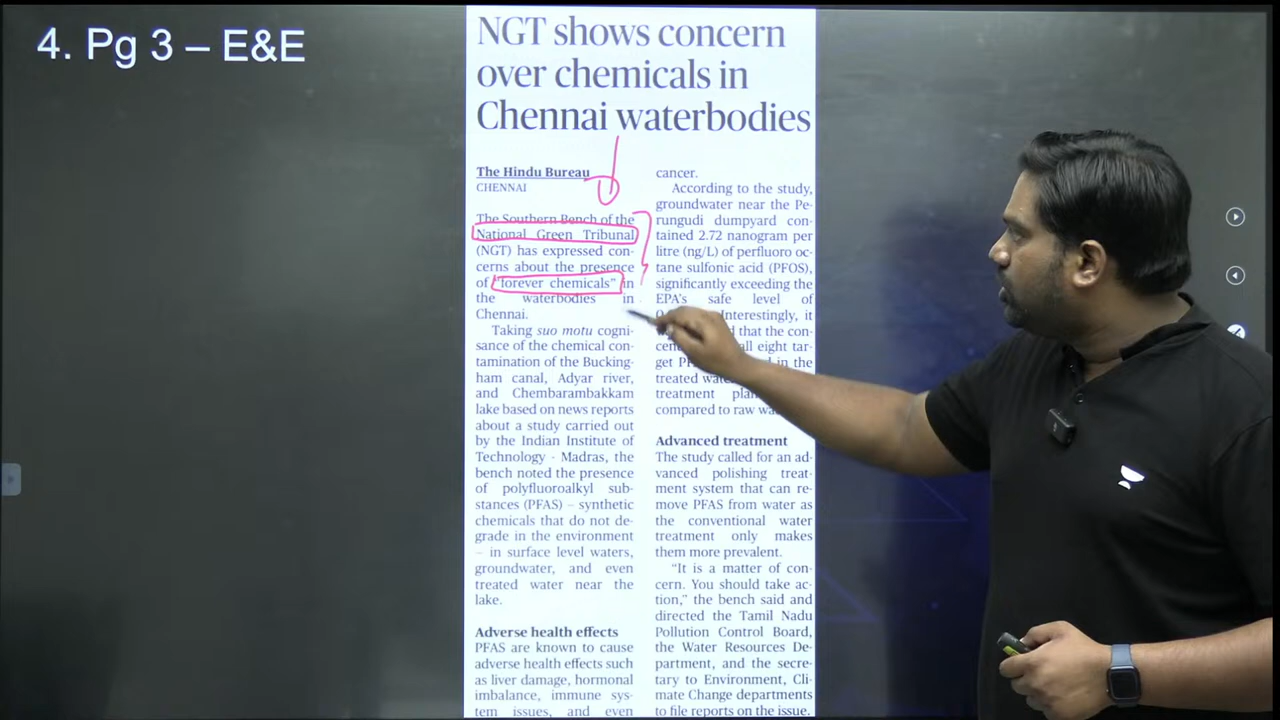 4. Pg 3 – E&E
NGT shows concern
over chemicals in
Chennai waterbodies
The Hindu Bureau
CHENNAI
The Southern Bench of the
National Green Tribunal
(NGT) has expressed con-
cerns about the presence
of "forever chemicals" in
the waterbodies in
Chennai.
Taking suo motu cogni-
sance of the chemical con-
tamination of the Bucking-
ham canal, Adyar river,
and Chembarambakkam
lake based on news reports
about a study carried out
by the Indian Institute of
Technology - Madras, the
bench noted the presence
of polyfluoroalkyl sub-
stances (PFAS) – synthetic
chemicals that do not de-
grade in the environment
– in surface level waters,
groundwater, and even
treated water near the
lake.
Adverse health effects
PFAS are known to cause
adverse health effects such
as liver damage, hormonal
imbalance, immune sys-
tem issues, and even
cancer.
According to the study,
groundwater near the Pe-
rungudi dumpyard con-
tained 2.72 nanogram per
litre (ng/L) of perfluoro oc-
tane sulfonic acid (PFOS),
significantly exceeding the
EPA's safe level of
Interestingly, it
that the con-
all eight tar-
get in the
treated
treatment
compared to raw
Advanced treatment
The study called for an ad-
vanced polishing treat-
ment system that can re-
move PFAS from water as
the conventional water
treatment only makes
them more prevalent.
"It is a matter of con-
cern. You should take ac-
tion," the bench said and
directed the Tamil Nadu
Pollution Control Board,
the Water Resources De-
partment, and the secre-
tary to Environment, Cli-
mate Change departments
to file reports on the issue.